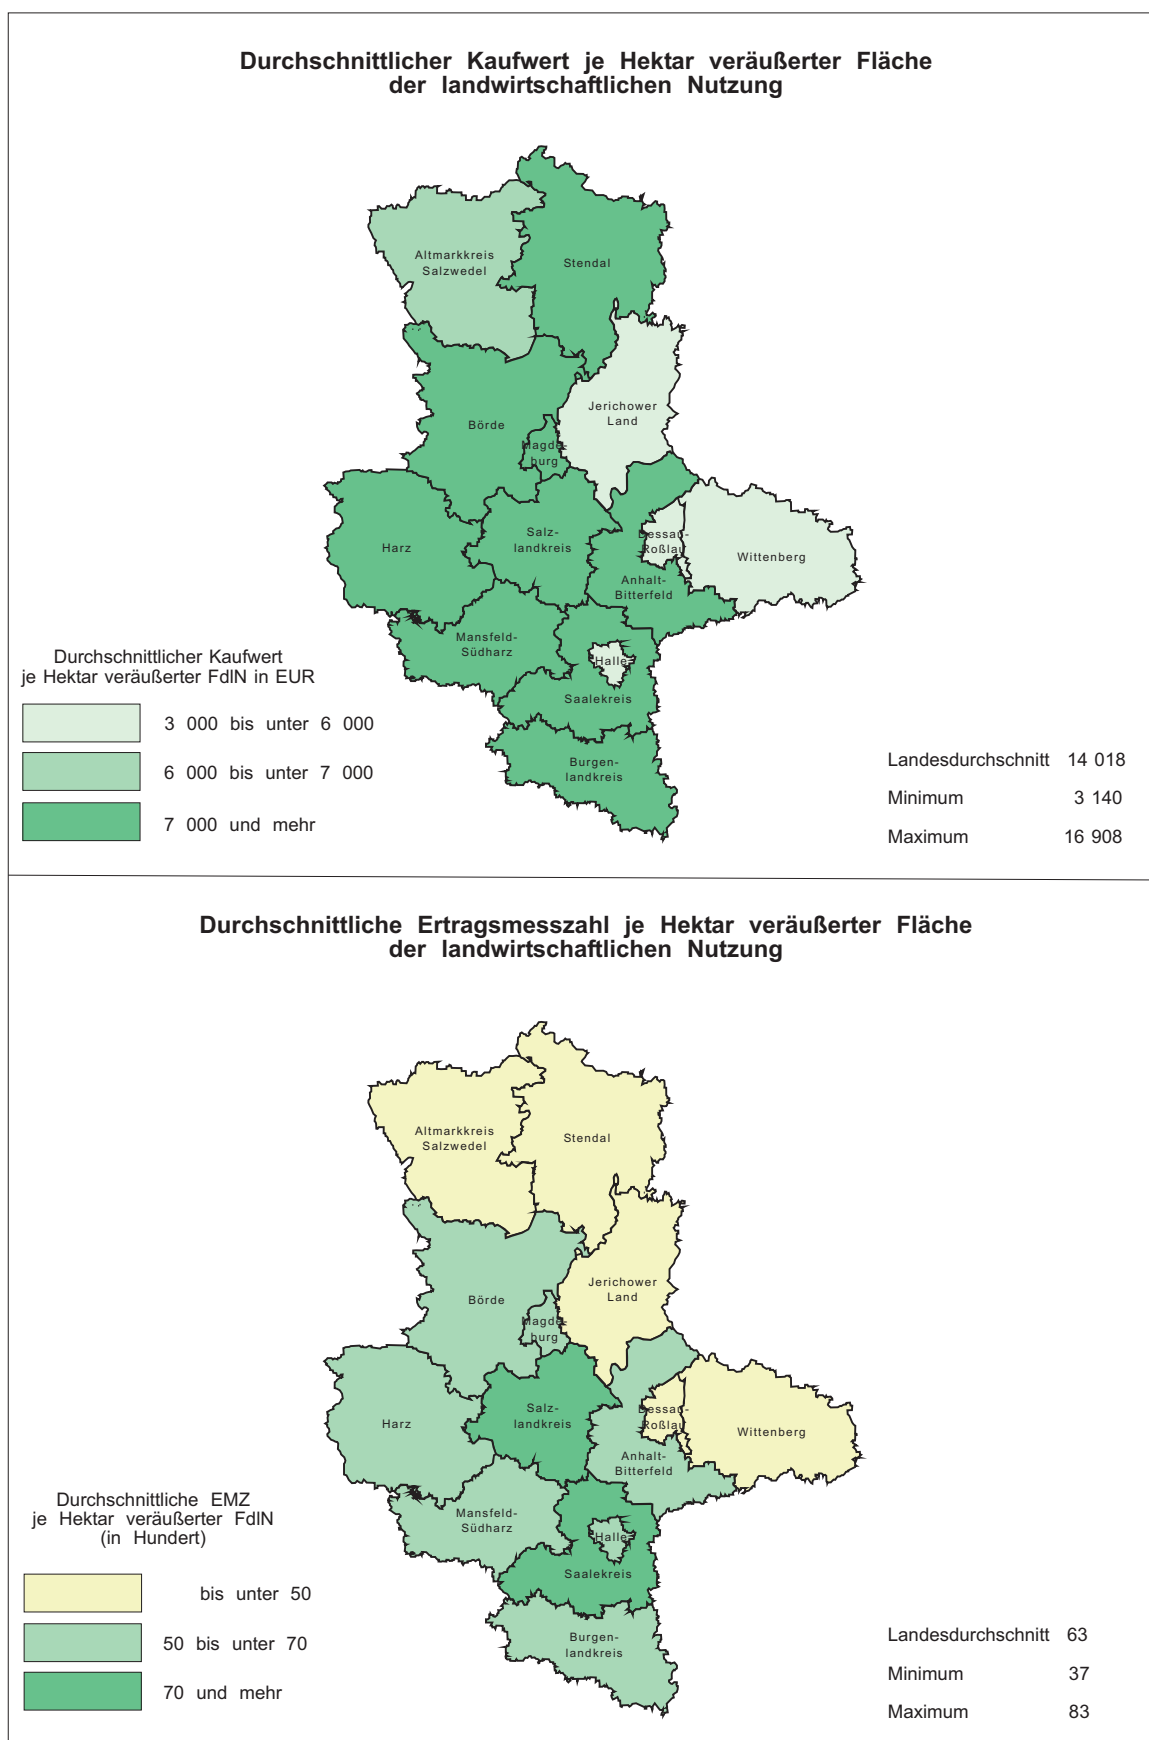 Durchschnittlicher Kaufwert je Hektar veräußerter Fläche
der landwirtschaftlichen Nutzung
Altmarkkreis
Salzwedel
Stendal
Jerichower
Land
Börde
Magde-
burg
Harz
Salz-
landkreis
Dessau-
Roßlau
Wittenberg
Anhalt-
Bitterfeld
Mansfeld-
Südharz
Halle
Saalekreis
Burgen-
landkreis
Durchschnittlicher Kaufwert
je Hektar veräußerter FdlN in EUR
3 000 bis unter 6 000
6 000 bis unter 7 000
7 000 und mehr
Landesdurchschnitt 14 018
Minimum 3 140
Maximum 16 908
Durchschnittliche Ertragsmesszahl je Hektar veräußerter Fläche
der landwirtschaftlichen Nutzung
Altmarkkreis
Salzwedel
Stendal
Jerichower
Land
Börde
Magde-
burg
Harz
Salz-
landkreis
Dessau-
Roßlau
Wittenberg
Anhalt-
Bitterfeld
Mansfeld-
Südharz
Halle
Saalekreis
Burgen-
landkreis
Durchschnittliche EMZ
je Hektar veräußerter FdlN
(in Hundert)
bis unter 50
50 bis unter 70
70 und mehr
Landesdurchschnitt 63
Minimum 37
Maximum 83